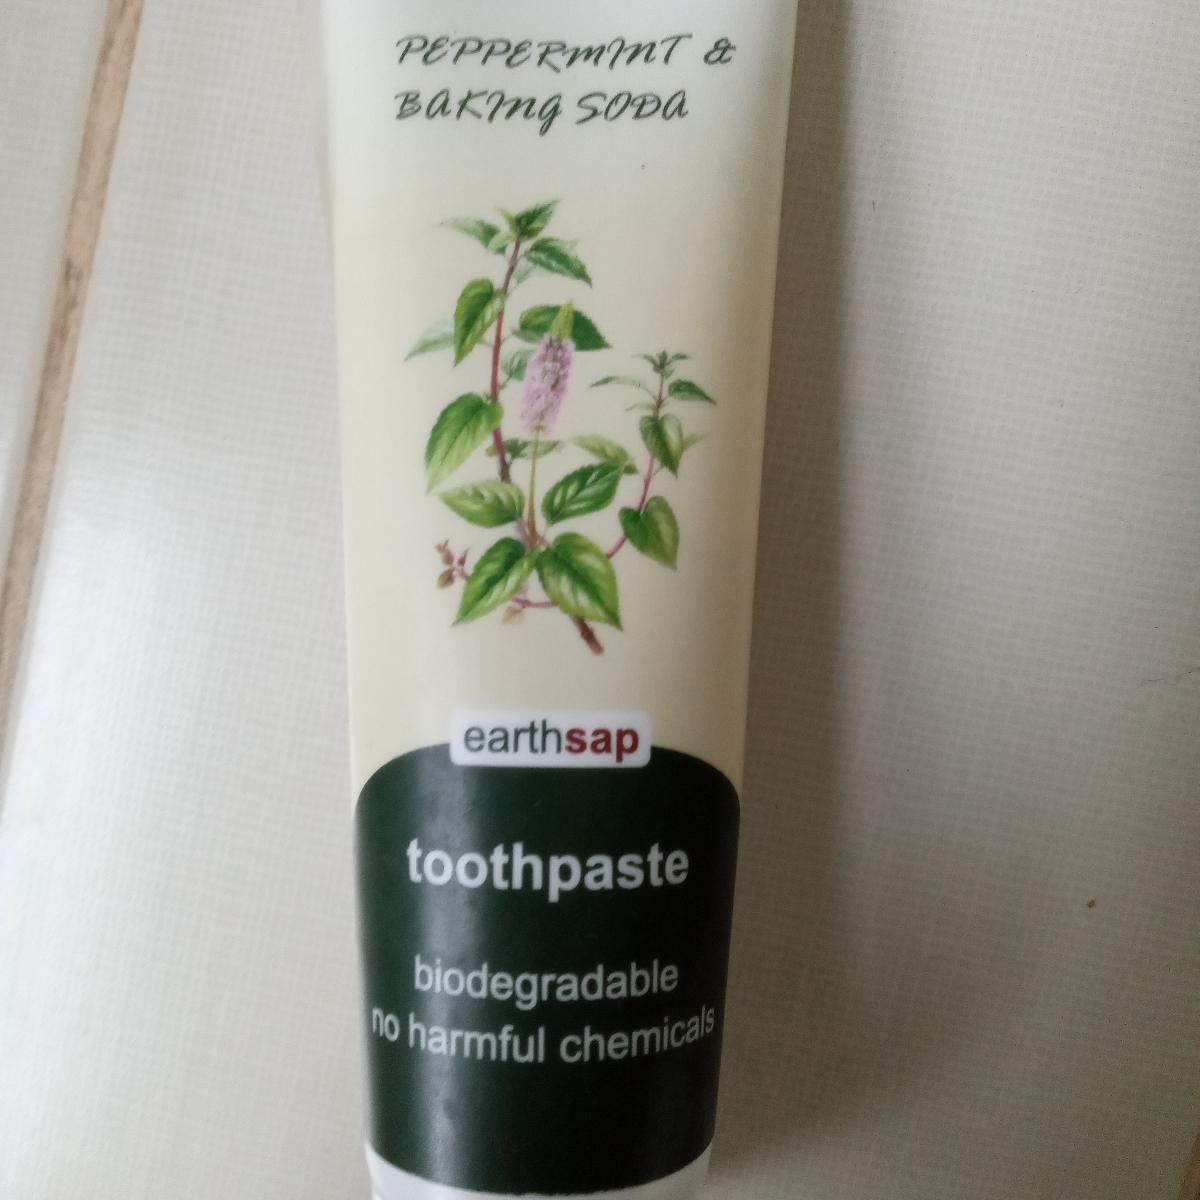 PEPPERMINT &
BAKING SODA
earthsap
toothpaste
biodegradable
no harmful chemicals